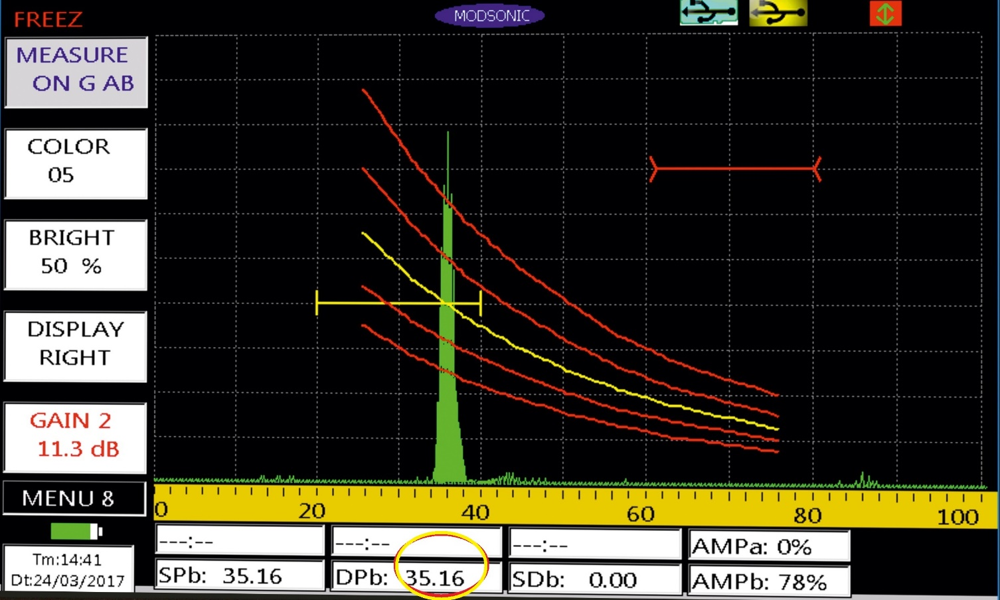 FREEZ
MODSONIC
MEASURE
ON G AB
COLOR
05
BRIGHT
50 %
DISPLAY
RIGHT
GAIN 2
11.3 dB
MENU 8
0 20 40 60 80 100
Tm:14:41
Dt:24/03/2017
---:-- ---:-- ---:-- AMPa: 0%
SPb: 35.16 DPb: 35.16 SDb: 0.00 AMPb: 78%